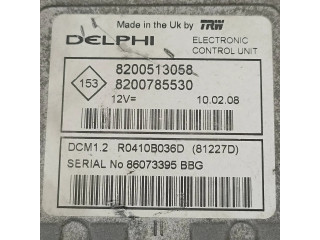 Made in the Uk by TRW
DELPHI ELECTRONIC
CONTROL UNIT
8200513058
153 8200785530
12V= 10.02.08
DCM1.2 R0410B036D (81227D)
SERIAL No 86073395 BBG